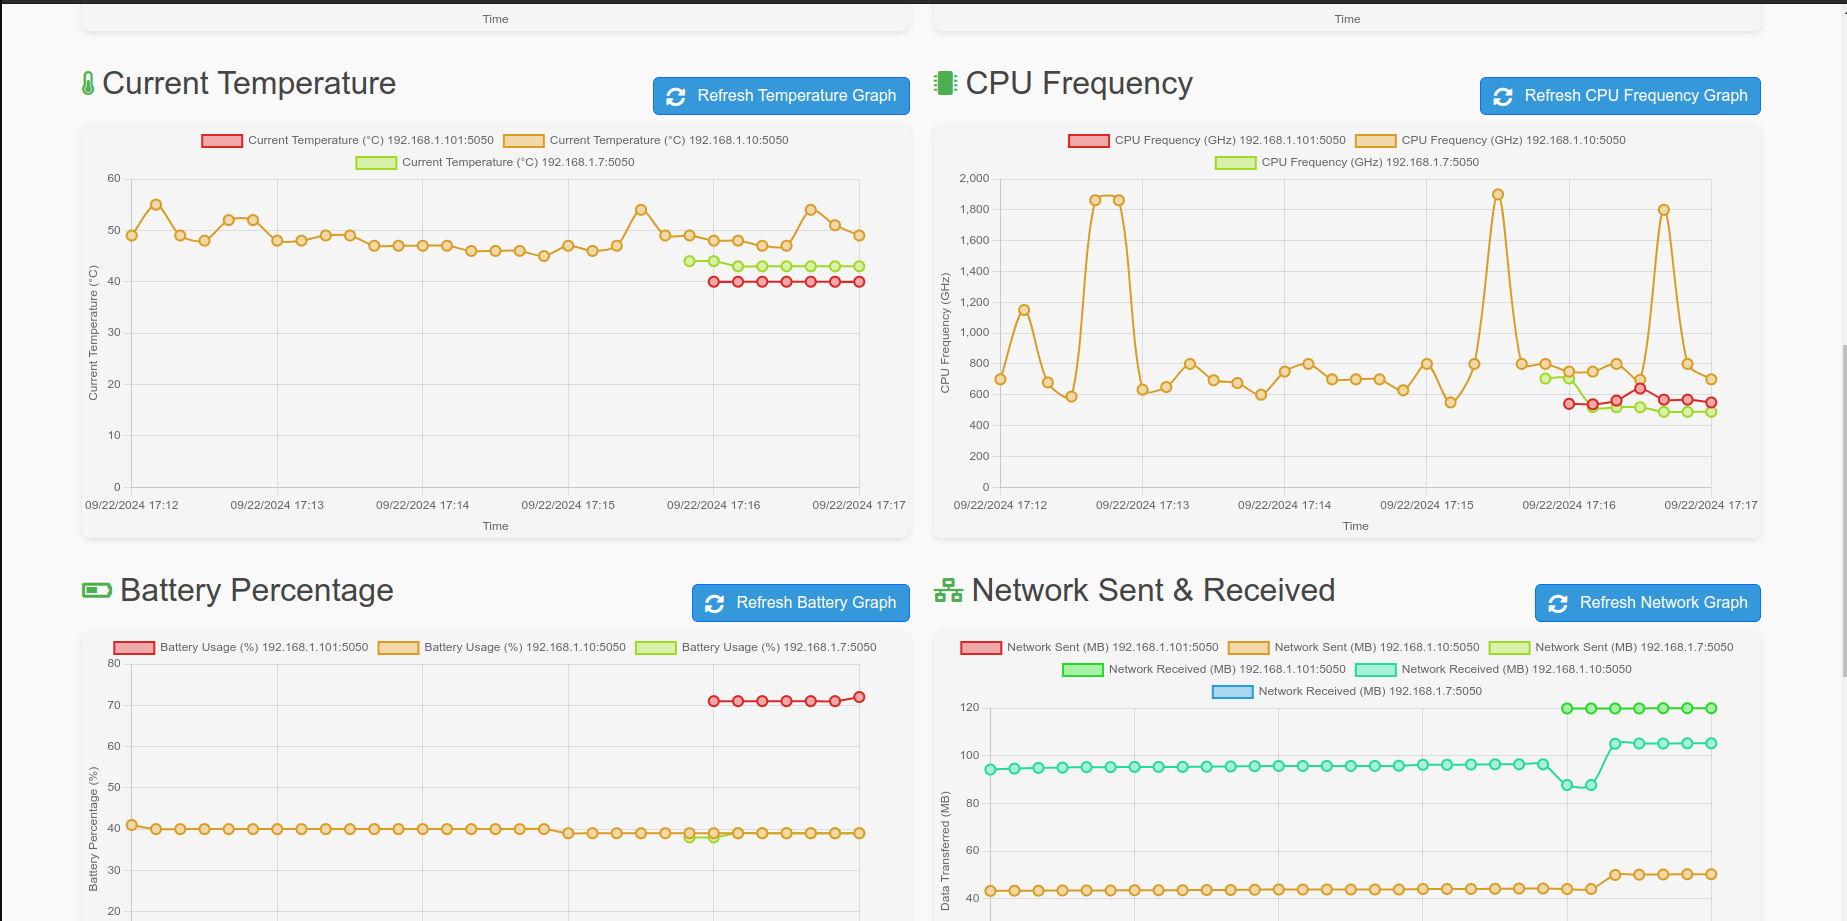 Time
Time
Current Temperature
Refresh Temperature Graph
CPU Frequency
Refresh CPU Frequency Graph
Current Temperature (°C) 192.168.1.101:5050
Current Temperature (°C) 192.168.1.10:5050
Current Temperature (°C) 192.168.1.7:5050
60
50
40
30
20
10
0
Current Temperature (°C)
09/22/2024 17:12
09/22/2024 17:13
09/22/2024 17:14
09/22/2024 17:15
09/22/2024 17:16
09/22/2024 17:17
Time
CPU Frequency (GHz) 192.168.1.101:5050
CPU Frequency (GHz) 192.168.1.10:5050
CPU Frequency (GHz) 192.168.1.7:5050
2,000
1,800
1,600
1,400
1,200
1,000
800
600
400
200
0
CPU Frequency (GHz)
09/22/2024 17:12
09/22/2024 17:13
09/22/2024 17:14
09/22/2024 17:15
09/22/2024 17:16
09/22/2024 17:17
Time
Battery Percentage
Refresh Battery Graph
Network Sent & Received
Refresh Network Graph
Battery Usage (%) 192.168.1.101:5050
Battery Usage (%) 192.168.1.10:5050
Battery Usage (%) 192.168.1.7:5050
80
70
60
50
40
30
20
Battery Percentage (%)
Network Sent (MB) 192.168.1.101:5050
Network Sent (MB) 192.168.1.10:5050
Network Sent (MB) 192.168.1.7:5050
Network Received (MB) 192.168.1.101:5050
Network Received (MB) 192.168.1.10:5050
Network Received (MB) 192.168.1.7:5050
120
100
80
60
40
Data Transferred (MB)